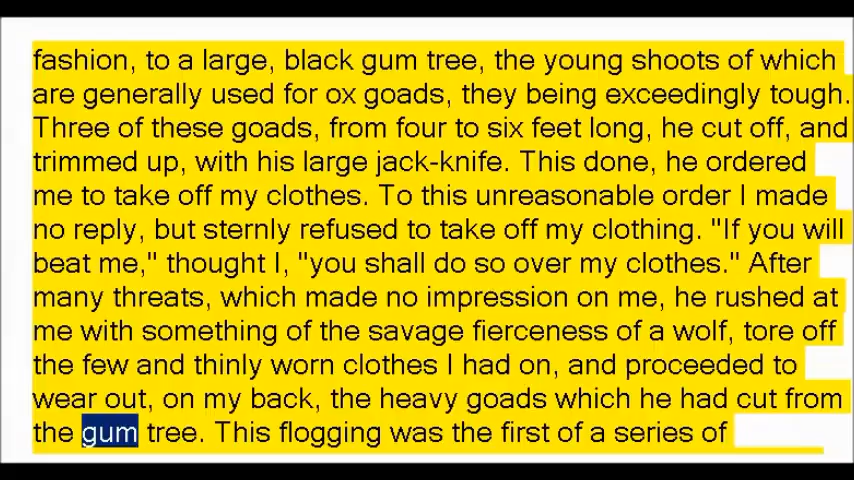 fashion, to a large, black gum tree, the young shoots of which
are generally used for ox goads, they being exceedingly tough.
Three of these goads, from four to six feet long, he cut off, and
trimmed up, with his large jack-knife. This done, he ordered
me to take off my clothes. To this unreasonable order I made
no reply, but sternly refused to take off my clothing. "If you will
beat me," thought I, "you shall do so over my clothes." After
many threats, which made no impression on me, he rushed at
me with something of the savage fierceness of a wolf, tore off
the few and thinly worn clothes I had on, and proceeded to
wear out, on my back, the heavy goads which he had cut from
the gum tree. This flogging was the first of a series of